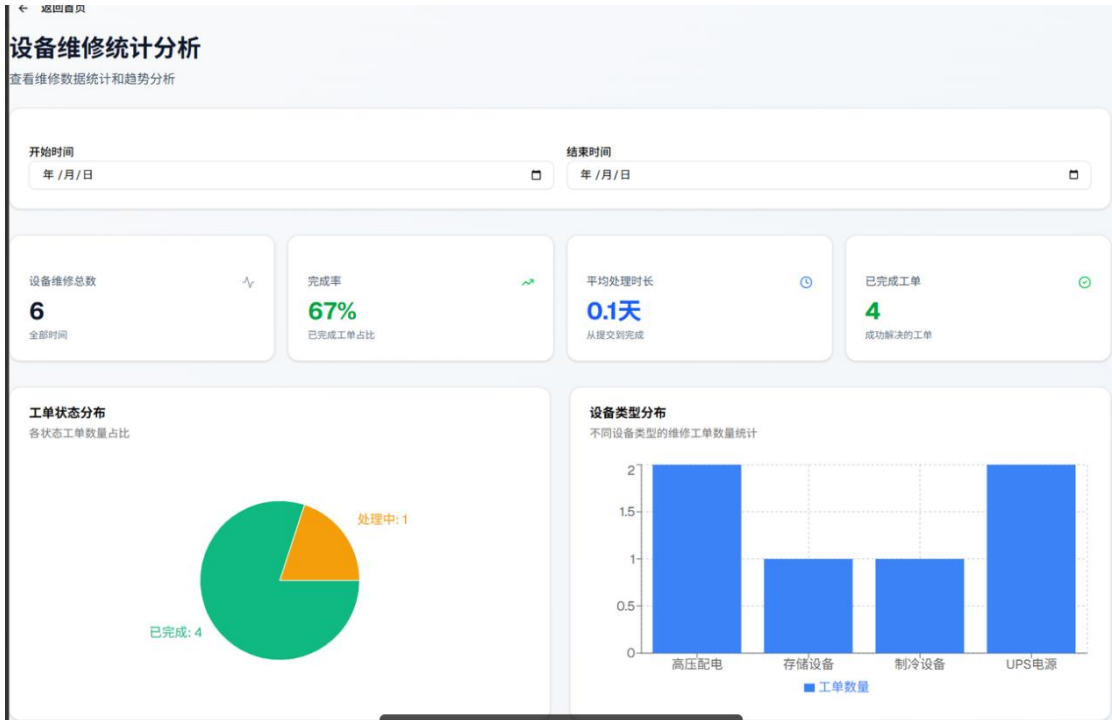 ← 返回首页
设备维修统计分析
查看维修数据统计和趋势分析
开始时间
年 /月/日
结束时间
年 /月/日
设备维修总数
6
全部时间
完成率
67%
已完成工单占比
平均处理时长
0.1天
从提交到完成
已完成工单
4
成功解决的工单
工单状态分布
各状态工单数量占比
处理中: 1
已完成: 4
设备类型分布
不同设备类型的维修工单数量统计
2
1.5
1
0.5
0
高压配电
存储设备
制冷设备
UPS电源
工单数量